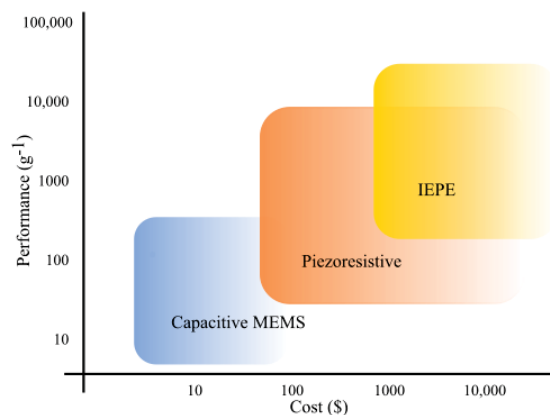 100,000
10,000
1000
100
10
Performance (g-1)
IEPE
Piezoresistive
Capacitive MEMS
10 100 1000 10,000
Cost ($)